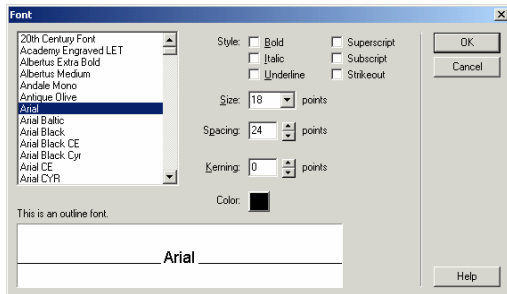 Font
20th Century Font
Academy Engraved LET
Albertus Extra Bold
Albertus Medium
Andale Mono
Antique Olive
Arial
Arial Baltic
Arial Black
Arial Black CE
Arial Black Cyr
Arial CE
Arial CYR
Style: Bold Superscript
Italic Subscript
Underline Strikeout
Size: 18 points
Spacing: 24 points
Kerning: 0 points
Color:
OK
Cancel
This is an outline font.
Arial
Help